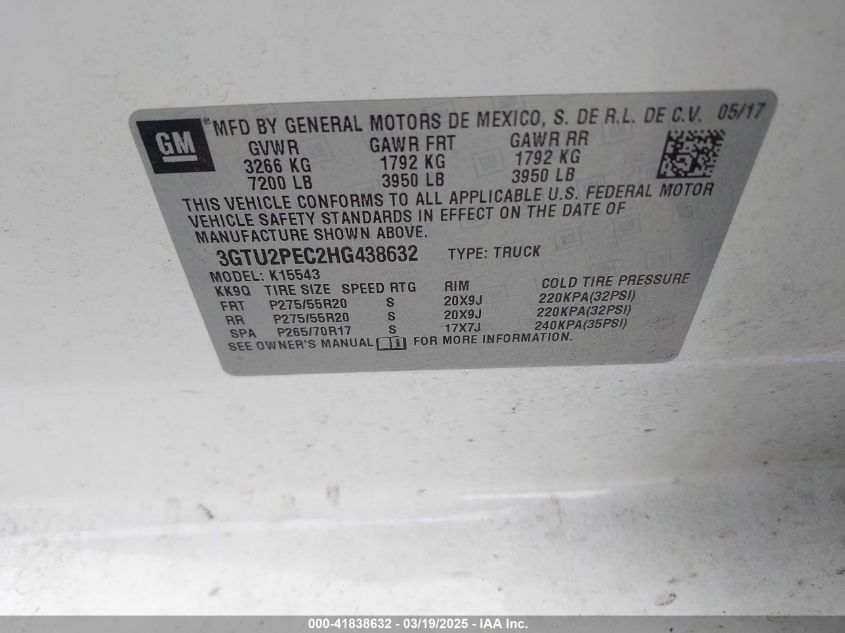 GM
® MFD BY GENERAL MOTORS DE MEXICO, S. DE R.L. DE C.V. 05/17
GVWR GAWR FRT GAWR RR
3266 KG 1792 KG 1792 KG
7200 LB 3950 LB 3950 LB
THIS VEHICLE CONFORMS TO ALL APPLICABLE U.S. FEDERAL MOTOR
VEHICLE SAFETY STANDARDS IN EFFECT ON THE DATE OF
MANUFACTURE SHOWN ABOVE.
3GTU2PEC2HG438632 TYPE: TRUCK
MODEL: K15543
KK9Q TIRE SIZE SPEED RTG RIM COLD TIRE PRESSURE
FRT P275/55R20 S 20X9J 220KPA(32PSI)
RR P275/55R20 S 20X9J 220KPA(32PSI)
SPA P265/70R17 S 17X7J 240KPA(35PSI)
SEE OWNER'S MANUAL FOR MORE INFORMATION.
000-41838632 - 03/19/2025 - IAA Inc.